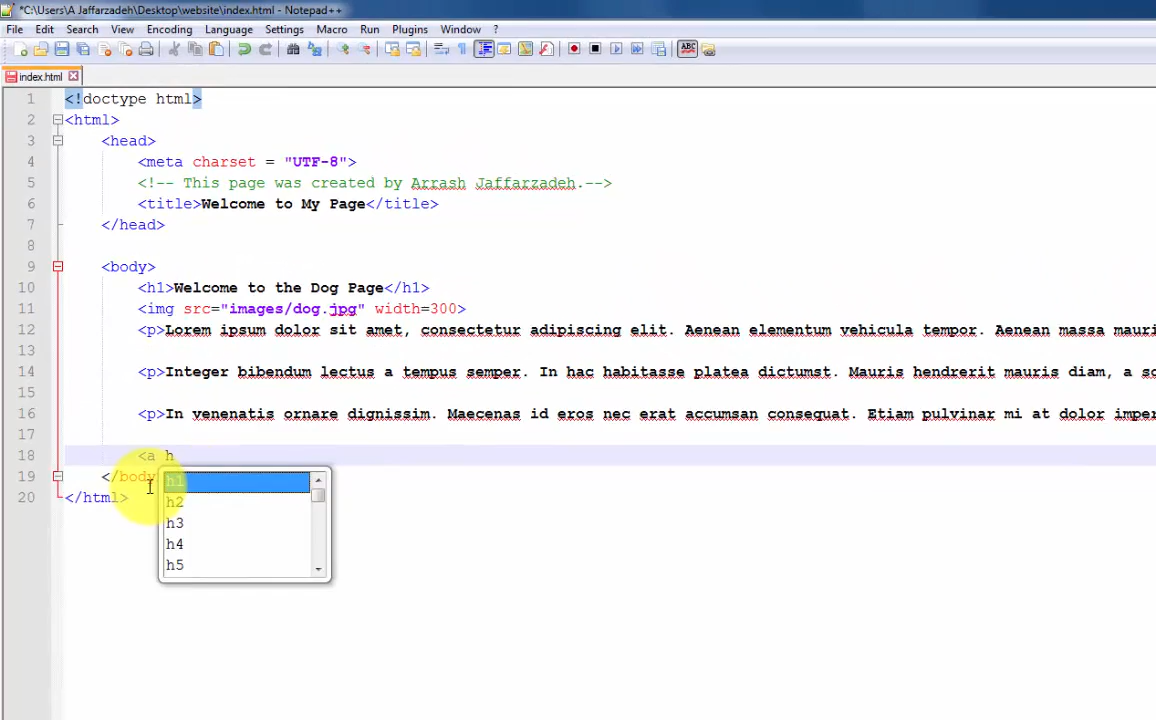 *C:\Users\A Jaffarzadeh\Desktop\website\index.html - Notepad++
File Edit Search View Encoding Language Settings Macro Run Plugins Window ?
ABC
index.html
1 <!doctype html>
2 <html>
3 <head>
4 <meta charset = "UTF-8">
5 <!-- This page was created by Arrash Jaffarzadeh.-->
6 <title>Welcome to My Page</title>
7 </head>
8
9 <body>
10 <h1>Welcome to the Dog Page</h1>
11 <img src="images/dog.jpg" width=300>
12 <p>Lorem ipsum dolor sit amet, consectetur adipiscing elit. Aenean elementum vehicula tempor. Aenean massa mauri
13
14 <p>Integer bibendum lectus a tempus semper. In hac habitasse platea dictumst. Mauris hendrerit mauris diam, a so
15
16 <p>In venenatis ornare dignissim. Maecenas id eros nec erat accumsan consequat. Etiam pulvinar mi at dolor imper
17
18 <a h
19 </body
20 </html>
h1
h2
h3
h4
h5